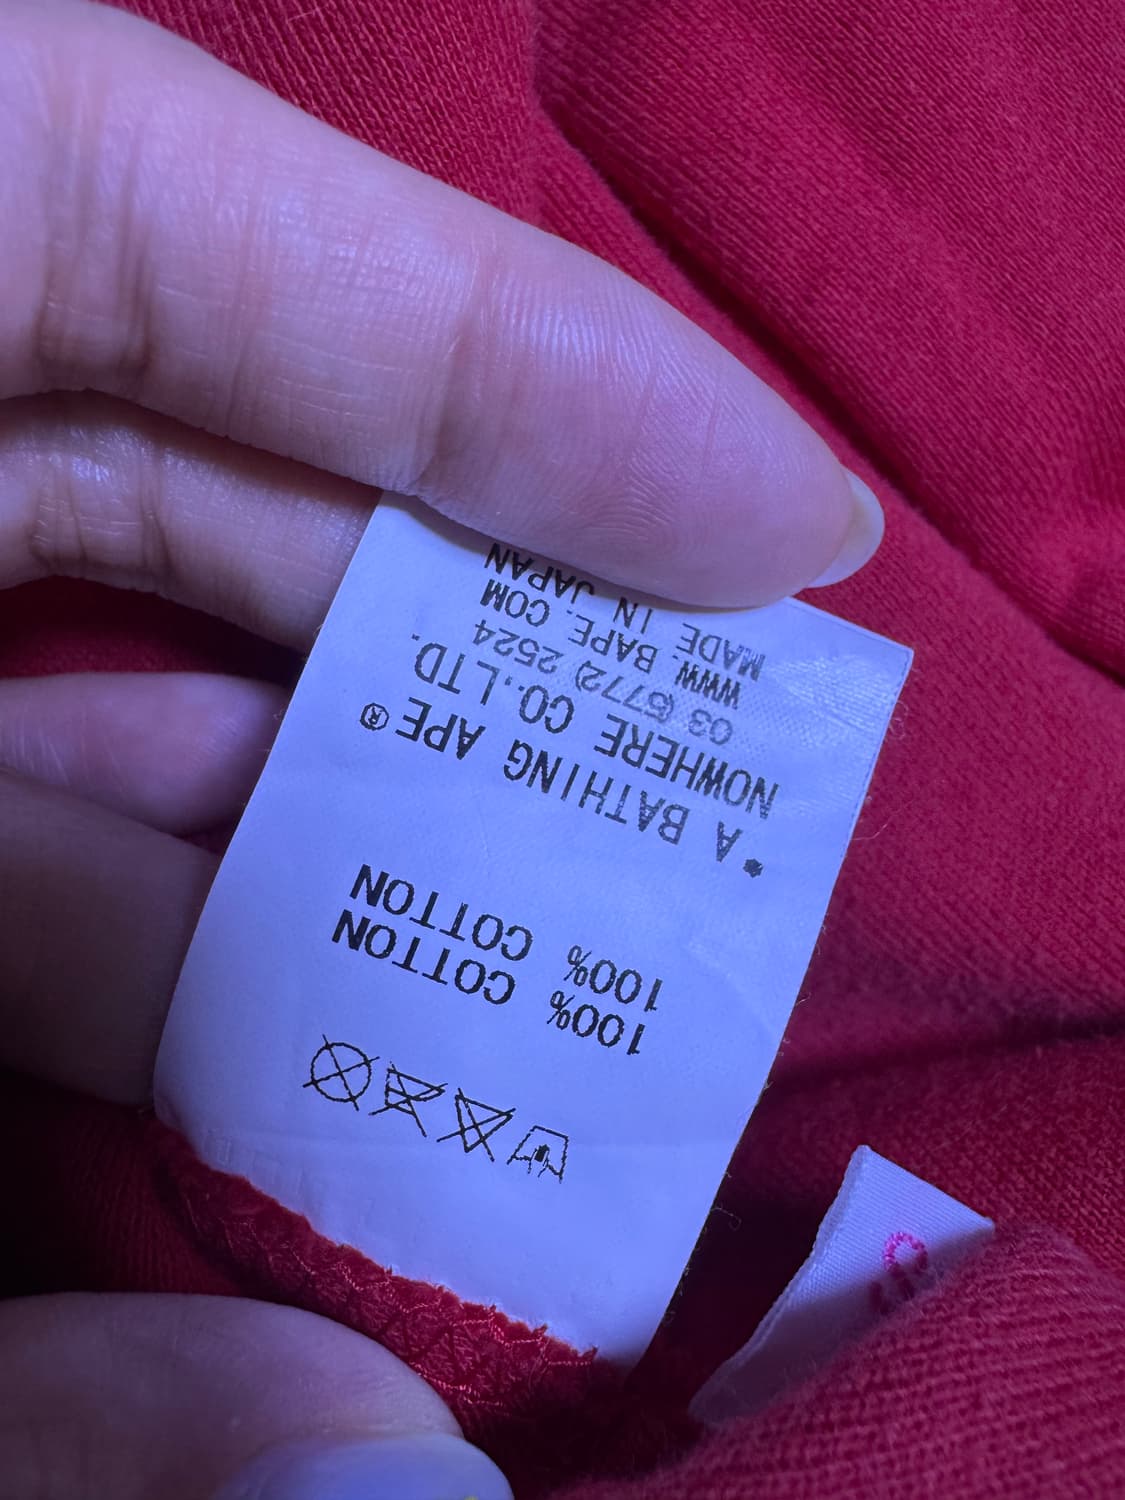 100% COTTON
100% COTTON
*A BATHING APE®
NOWHERE CO.,LTD.
03 (5772) 2524
WWW. BAPE. COM
MADE IN JAPAN